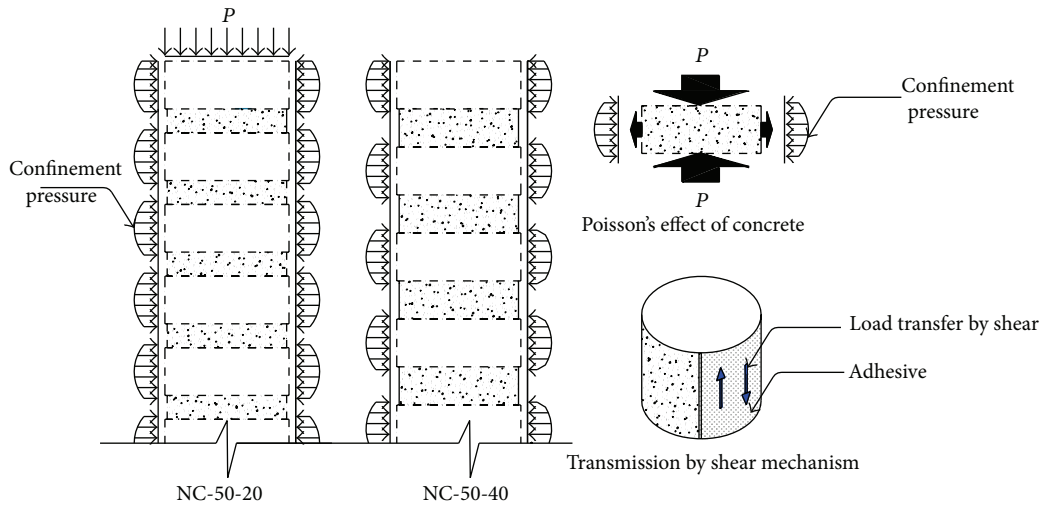 P
Confinement
pressure
NC-50-20
NC-50-40
P
Confinement
pressure
P
Poisson's effect of concrete
Load transfer by shear
Adhesive
Transmission by shear mechanism